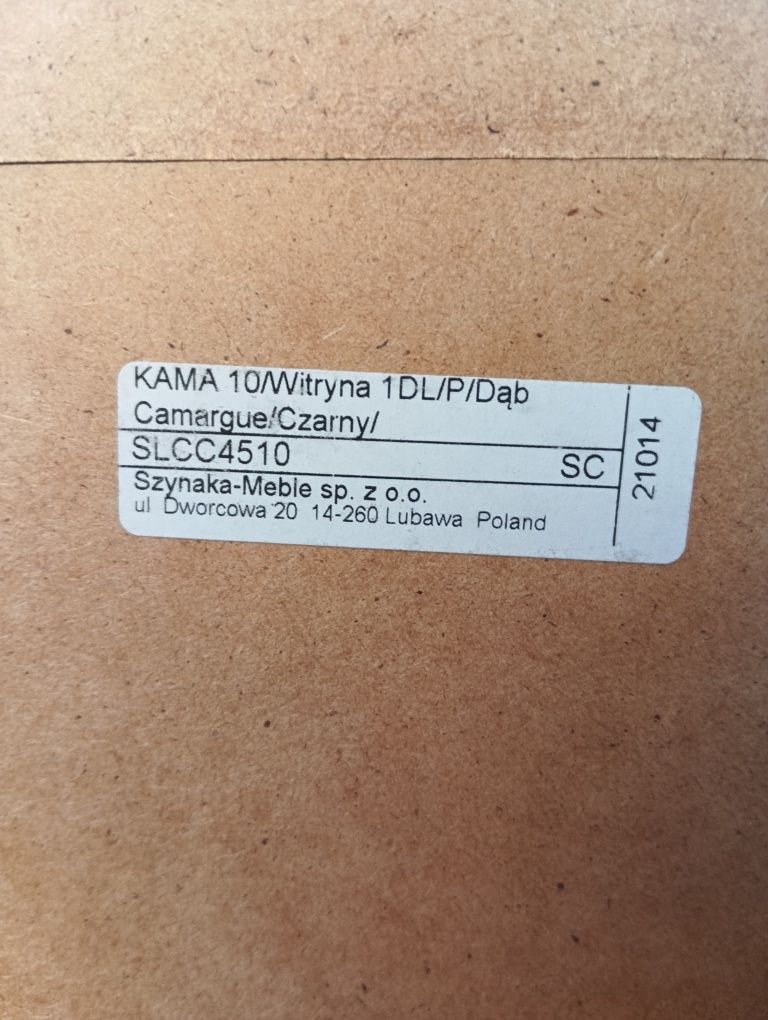 KAMA 10/Witryna 1DL/P/Dąb
Camargue/Czarny/
SLCC4510 SC
Szynaka-Meble sp. z o.o.
ul Dworcowa 20 14-260 Lubawa Poland
21014